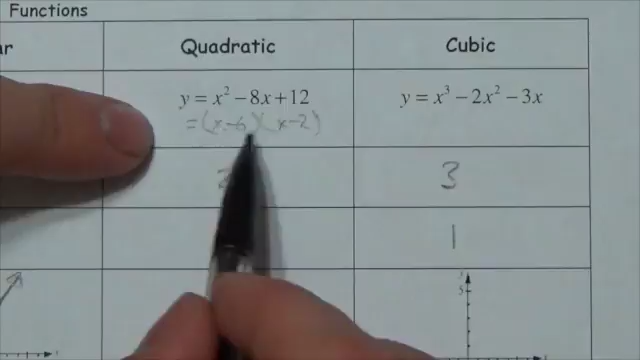 Functions
ar Quadratic Cubic
y = x² − 8x + 12 y = x³ − 2x² − 3x
= (x − 6)(x − 2)
2 3
1
5